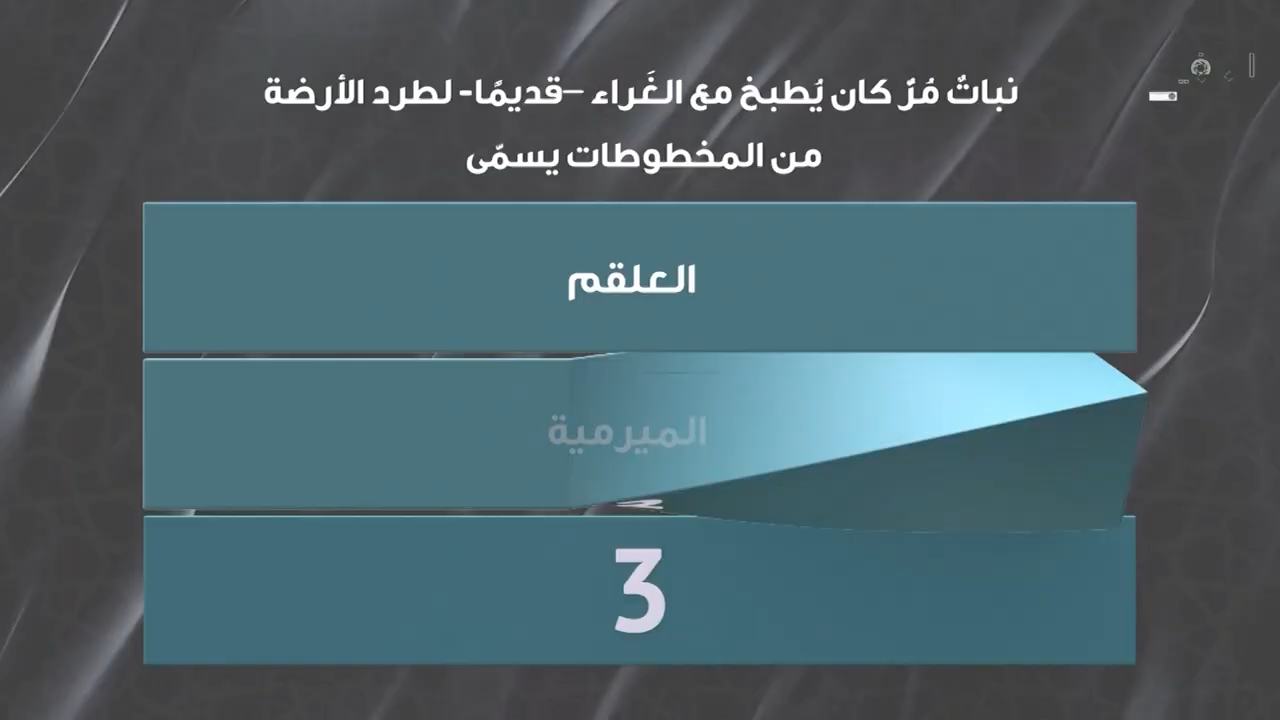 نباتٌ مُرٌ كان يُطبخ مع الغَراء –قديمًا- لطرد الأرضة
من المخطوطات يسمّى
العلقم
الميرمية
3